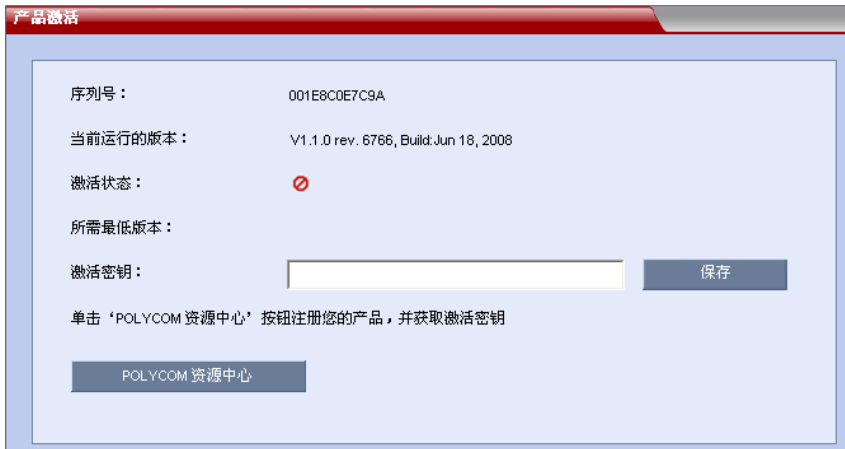 产品激活
序列号： 001E8C0E7C9A
当前运行的版本： V1.1.0 rev. 6766, Build:Jun 18, 2008
激活状态：
所需最低版本：
激活密钥： 保存
单击‘POLYCOM 资源中心’按钮注册您的产品，并获取激活密钥
POLYCOM 资源中心